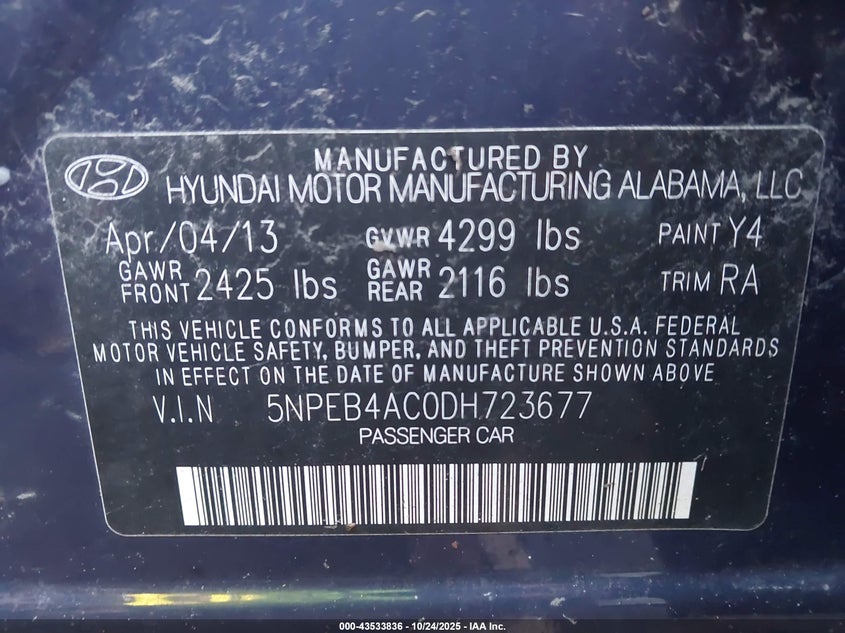 MANUFACTURED BY
HYUNDAI MOTOR MANUFACTURING ALABAMA, LLC
Apr/04/13 GVWR 4299 lbs PAINT Y4
GAWR FRONT 2425 lbs GAWR REAR 2116 lbs TRIM RA
THIS VEHICLE CONFORMS TO ALL APPLICABLE U.S.A. FEDERAL
MOTOR VEHICLE SAFETY, BUMPER, AND THEFT PREVENTION STANDARDS
IN EFFECT ON THE DATE OF MANUFACTURE SHOWN ABOVE
V.I.N 5NPEB4AC0DH723677
PASSENGER CAR
000-43533836 - 10/24/2025 - IAA Inc.